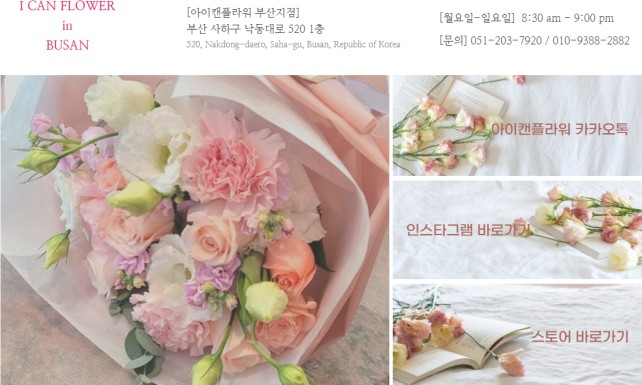 I CAN FLOWER
in
BUSAN
[아이캔플라워 부산지점]
부산 사하구 낙동대로 520 1층
520, Nakdong-daero, Saha-gu, Busan, Republic of Korea
[월요일-일요일] 8:30 am - 9:00 pm
[문의] 051-203-7920 / 010-9388-2882
아이캔플라워 카카오톡
인스타그램 바로가기
스토어 바로가기